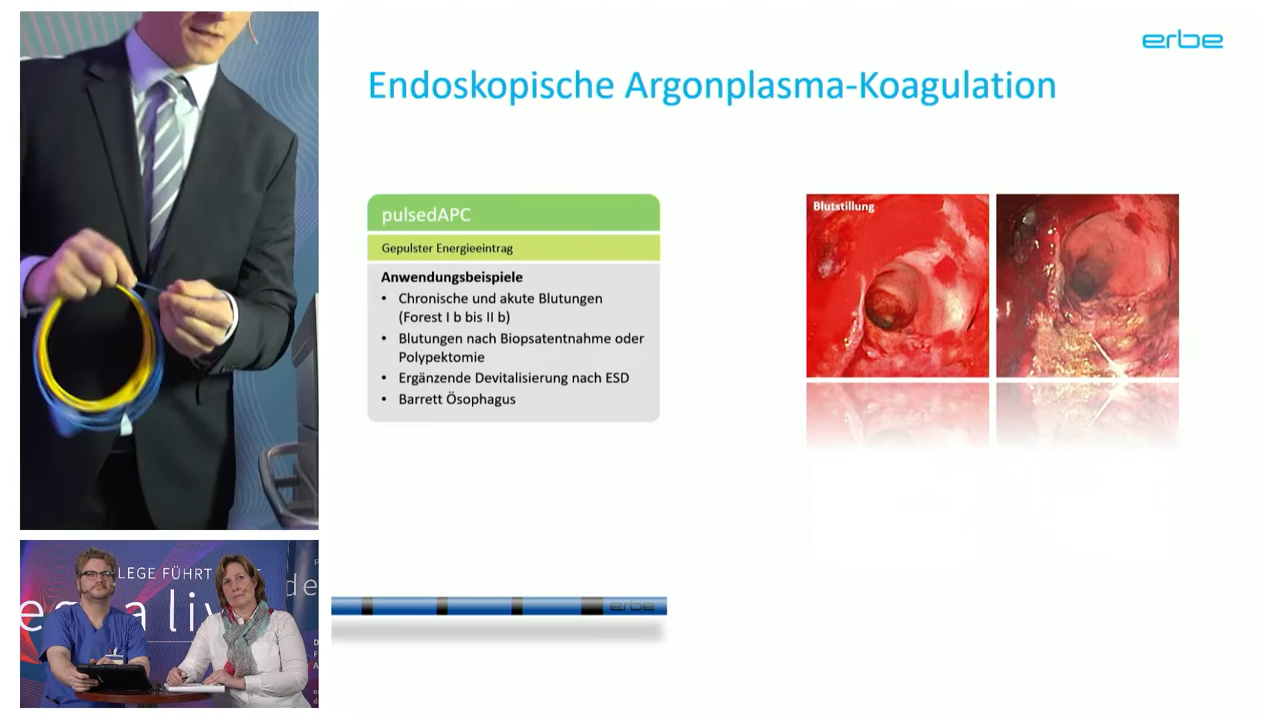 erbe
Endoskopische Argonplasma-Koagulation
pulsedAPC
Gepulster Energieeintrag
Anwendungsbeispiele
• Chronische und akute Blutungen
(Forest I b bis II b)
• Blutungen nach Biopsatentnahme oder
Polypektomie
• Ergänzende Devitalisierung nach ESD
• Barrett Ösophagus
Blutstillung
erbe
LEGE FÜHRT